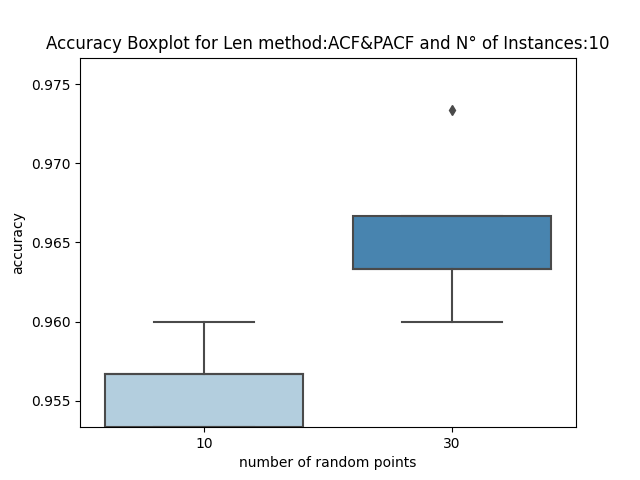 Accuracy Boxplot for Len method:ACF&PACF and N° of Instances:10
0.975
0.970
0.965
0.960
0.955
accuracy
10 30
number of random points